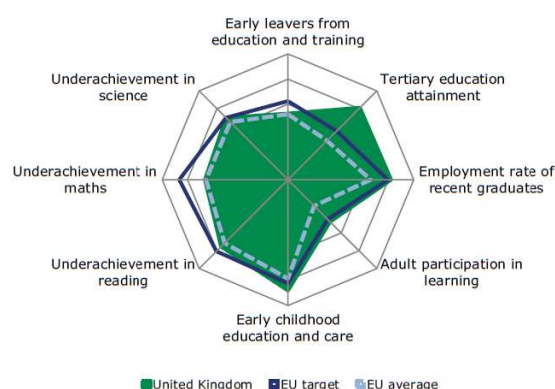 Early leavers from
education and training
Underachievement in
science
Tertiary education
attainment
Underachievement in
maths
Employment rate of
recent graduates
Underachievement in
reading
Adult participation in
learning
Early childhood
education and care
United Kingdom EU target EU average